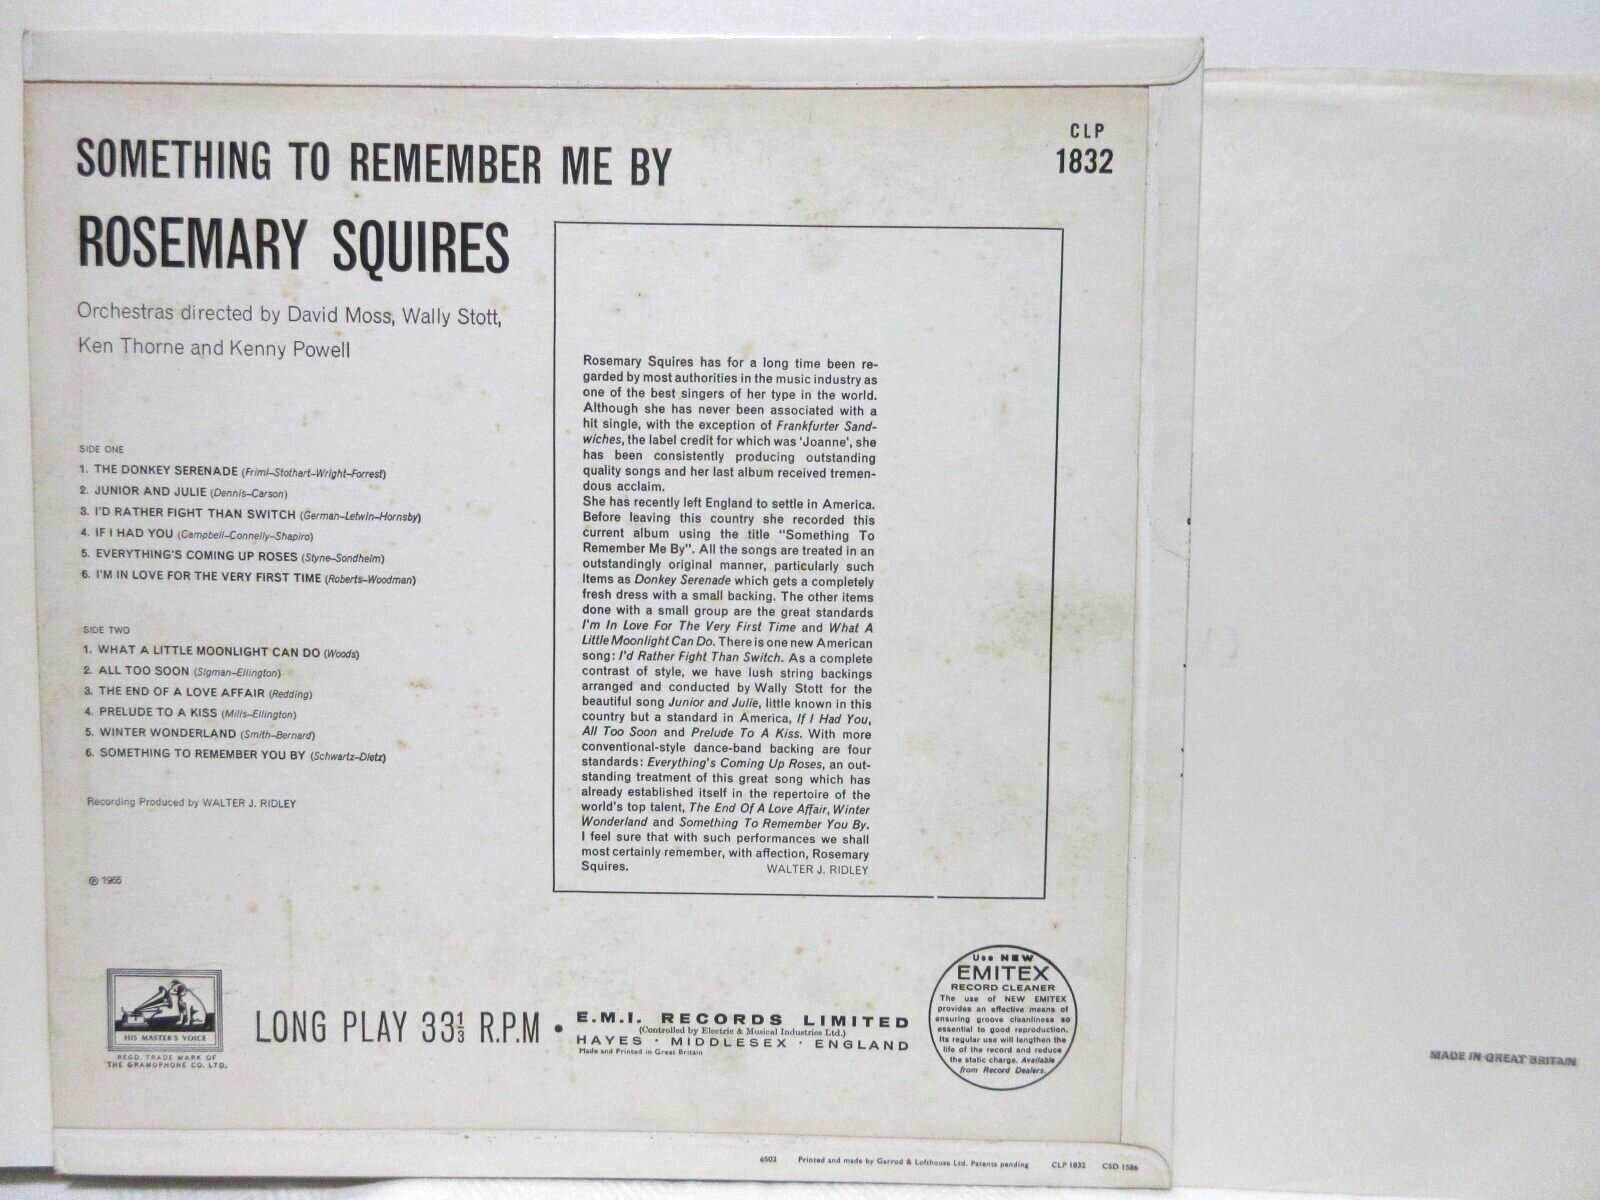 CLP
1832
SOMETHING TO REMEMBER ME BY
ROSEMARY SQUIRES
Orchestras directed by David Moss, Wally Stott,
Ken Thorne and Kenny Powell
SIDE ONE
1. THE DONKEY SERENADE (Friml–Stothart–Wright–Forrest)
2. JUNIOR AND JULIE (Dennis–Carson)
3. I'D RATHER FIGHT THAN SWITCH (German–Letwin–Hornsby)
4. IF I HAD YOU (Campbell–Connelly–Shapiro)
5. EVERYTHING'S COMING UP ROSES (Styne–Sondheim)
6. I'M IN LOVE FOR THE VERY FIRST TIME (Roberts–Woodman)
SIDE TWO
1. WHAT A LITTLE MOONLIGHT CAN DO (Woods)
2. ALL TOO SOON (Sigman–Ellington)
3. THE END OF A LOVE AFFAIR (Redding)
4. PRELUDE TO A KISS (Mills–Ellington)
5. WINTER WONDERLAND (Smith–Bernard)
6. SOMETHING TO REMEMBER YOU BY (Schwartz–Dietz)
Recording Produced by WALTER J. RIDLEY
℗ 1965
Rosemary Squires has for a long time been re-
garded by most authorities in the music industry as
one of the best singers of her type in the world.
Although she has never been associated with a
hit single, with the exception of Frankfurter Sand-
wiches, the label credit for which was 'Joanne', she
has been consistently producing outstanding
quality songs and her last album received tremen-
dous acclaim.
She has recently left England to settle in America.
Before leaving this country she recorded this
current album using the title "Something To
Remember Me By". All the songs are treated in an
outstandingly original manner, particularly such
items as Donkey Serenade which gets a completely
fresh dress with a small backing. The other items
done with a small group are the great standards
I'm In Love For The Very First Time and What A
Little Moonlight Can Do. There is one new American
song: I'd Rather Fight Than Switch. As a complete
contrast of style, we have lush string backings
arranged and conducted by Wally Stott for the
beautiful song Junior and Julie, little known in this
country but a standard in America, If I Had You,
All Too Soon and Prelude To A Kiss. With more
conventional-style dance-band backing are four
standards: Everything's Coming Up Roses, an out-
standing treatment of this great song which has
already established itself in the repertoire of the
world's top talent, The End Of A Love Affair, Winter
Wonderland and Something To Remember You By.
I feel sure that with such performances we shall
most certainly remember, with affection, Rosemary
Squires. WALTER J. RIDLEY
HIS MASTER'S VOICE
REGD. TRADE MARK OF
THE GRAMOPHONE CO. LTD.
LONG PLAY 33⅓ R.P.M •
E.M.I. RECORDS LIMITED
(Controlled by Electric & Musical Industries Ltd.)
HAYES · MIDDLESEX · ENGLAND
Made and Printed in Great Britain
Use NEW
EMITEX
RECORD CLEANER
The use of NEW EMITEX
provides an effective means of
ensuring groove cleanliness so
essential to good reproduction.
Its regular use will lengthen the
life of the record and reduce
the static charge. Available
from Record Dealers.
MADE IN GREAT BRITAIN
6502 Printed and made by Garrod & Lofthouse Ltd. Patents pending CLP 1832 CSD 1586